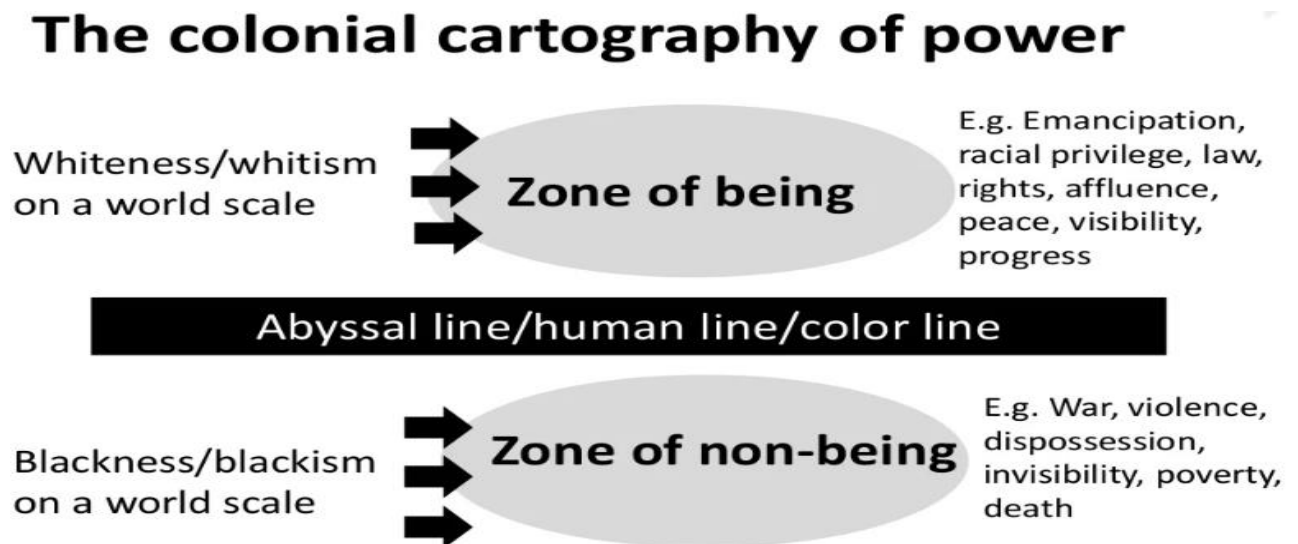 The colonial cartography of power
Whiteness/whitism
on a world scale
Zone of being
E.g. Emancipation,
racial privilege, law,
rights, affluence,
peace, visibility,
progress
Abyssal line/human line/color line
Blackness/blackism
on a world scale
Zone of non-being
E.g. War, violence,
dispossession,
invisibility, poverty,
death